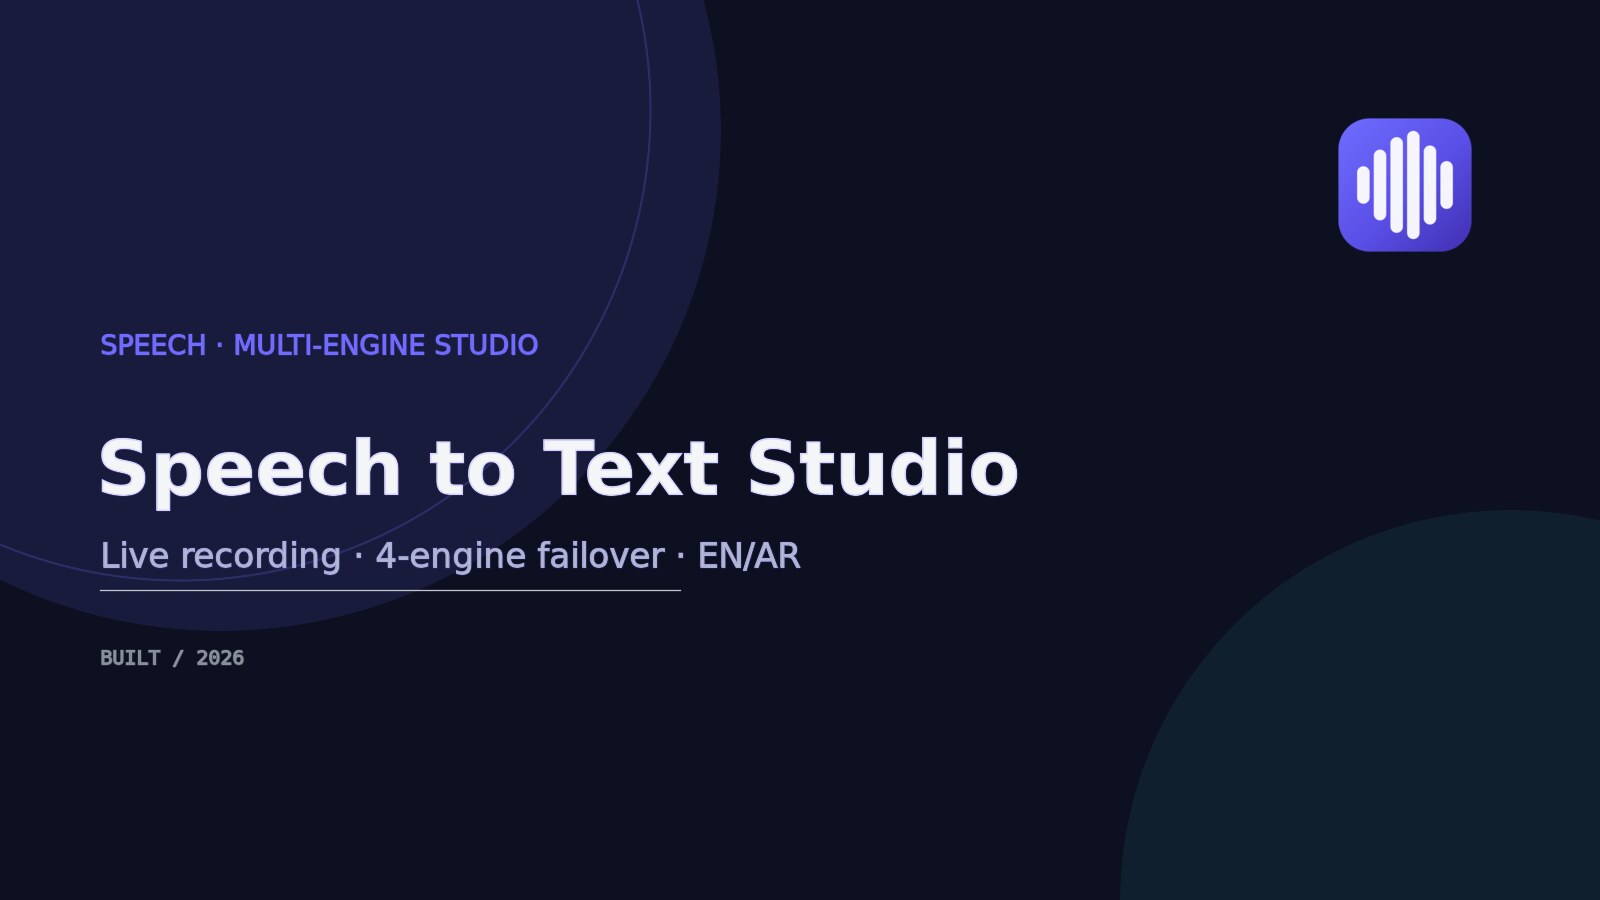 SPEECH · MULTI-ENGINE STUDIO
Speech to Text Studio
Live recording · 4-engine failover · EN/AR
BUILT / 2026